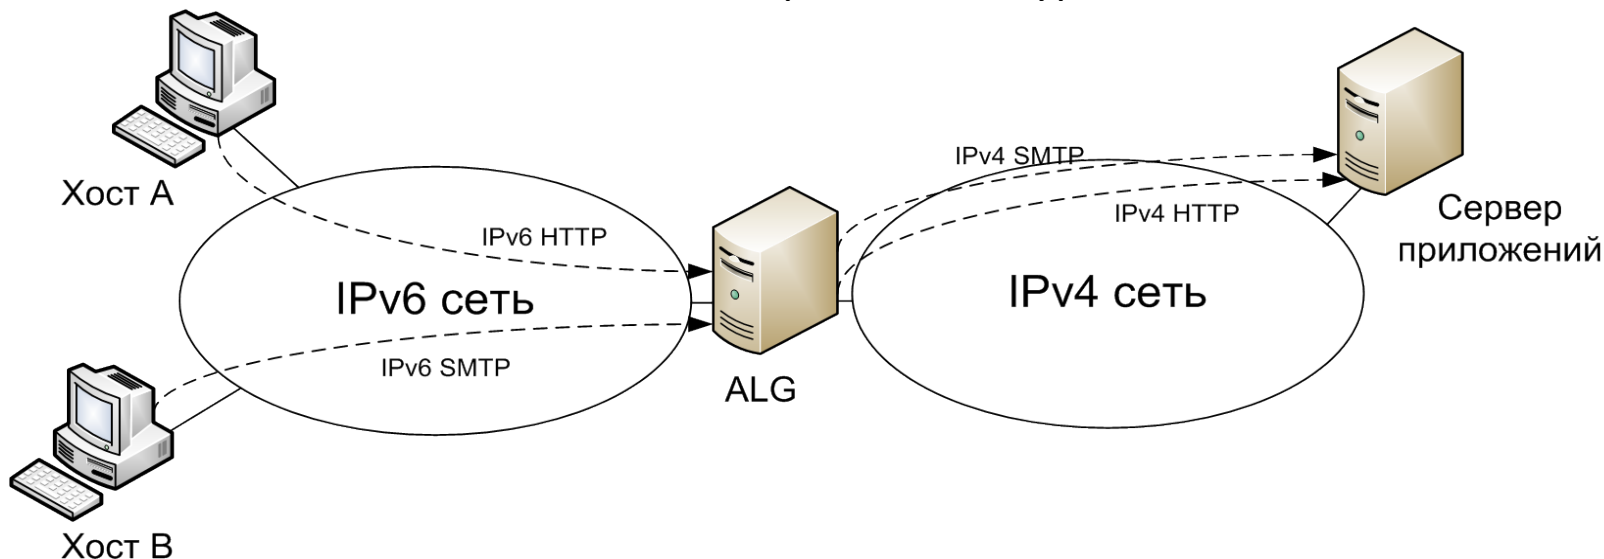 IPv4 SMTP
Хост А
Сервер
приложений
IPv4 HTTP
IPv6 HTTP
IPv6 сеть
IPv4 сеть
IPv6 SMTP
ALG
Хост B